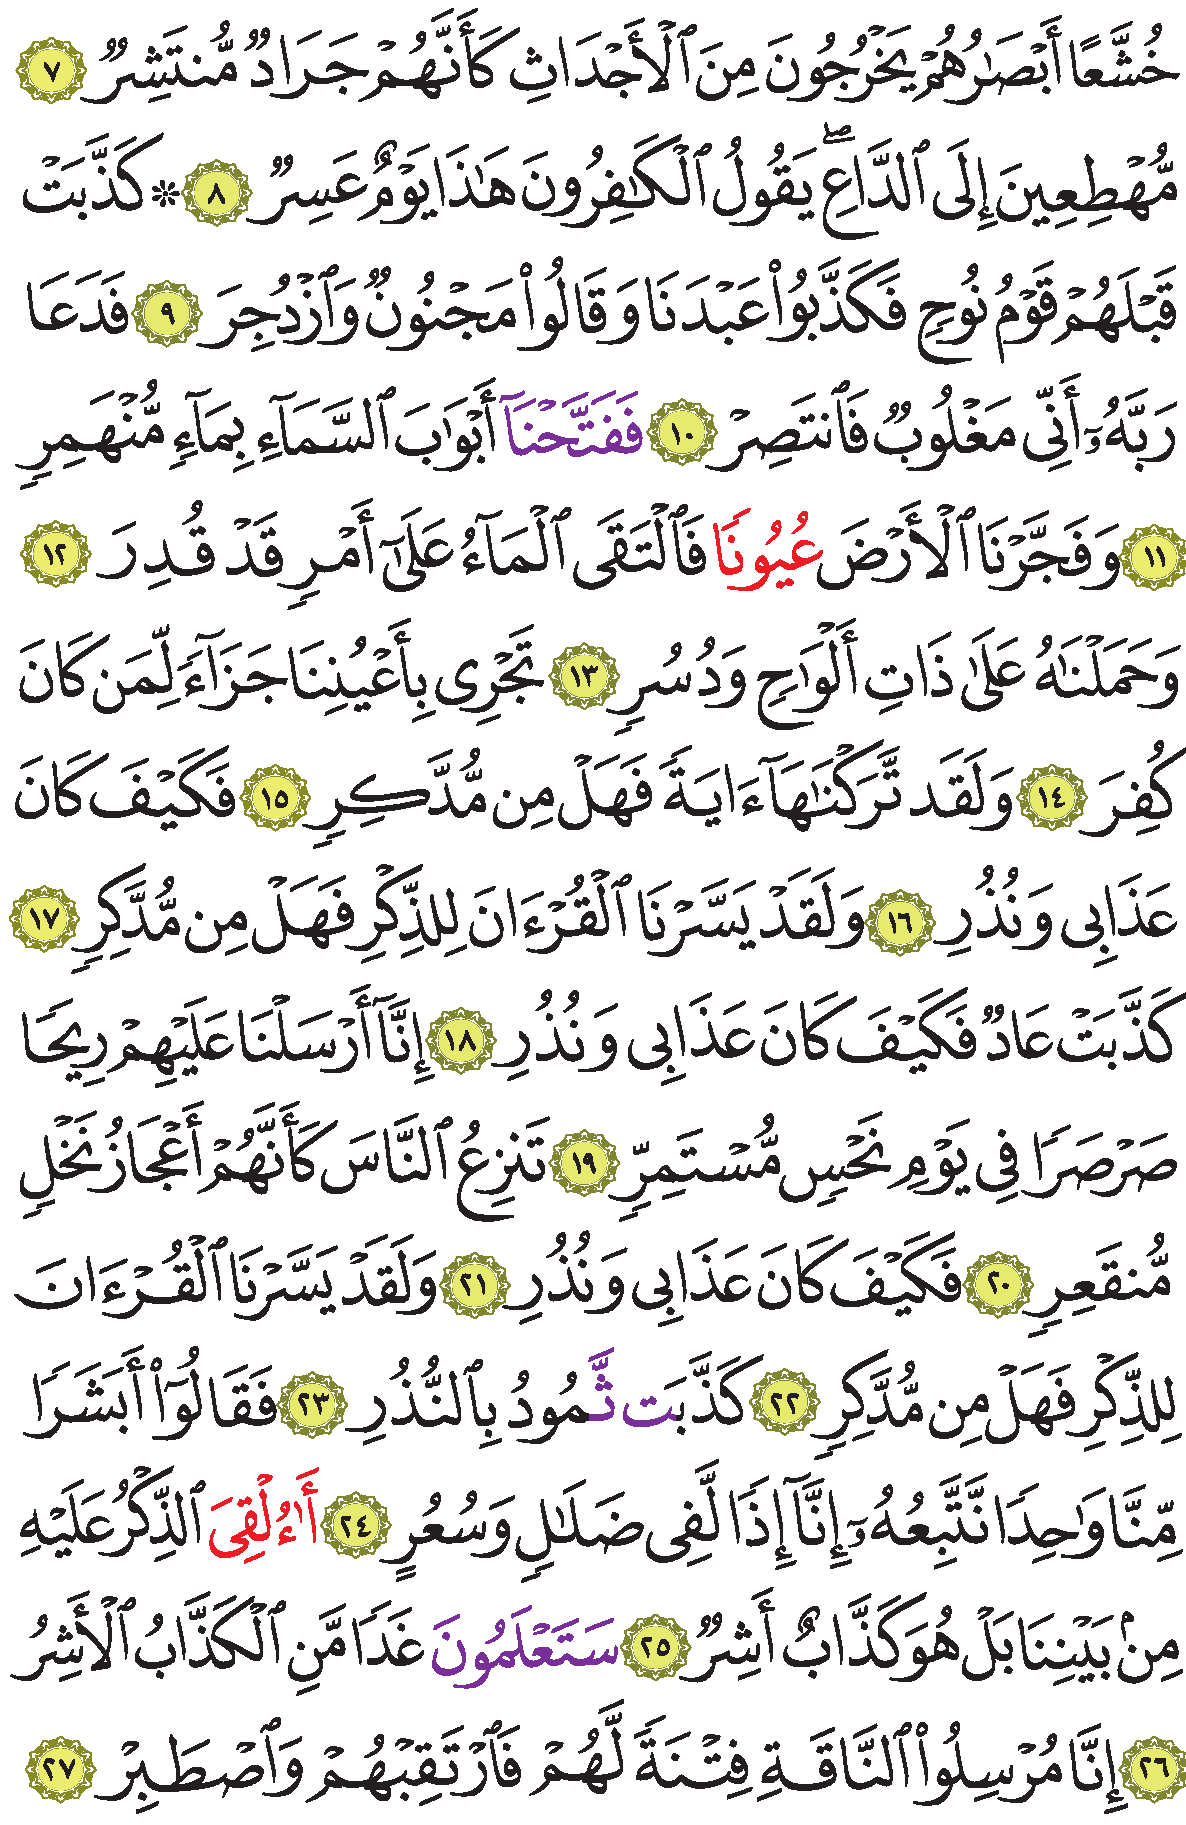 خُشَّعًا أَبْصَٰرُهُمْ يَخْرُجُونَ مِنَ ٱلْأَجْدَاثِ كَأَنَّهُمْ جَرَادٌ مُّنتَشِرٌ ٧
مُّهْطِعِينَ إِلَى ٱلدَّاعِ ۖ يَقُولُ ٱلْكَٰفِرُونَ هَٰذَا يَوْمٌ عَسِرٌ ٨ ۞ كَذَّبَتْ
قَبْلَهُمْ قَوْمُ نُوحٍ فَكَذَّبُوا۟ عَبْدَنَا وَقَالُوا۟ مَجْنُونٌ وَٱزْدُجِرَ ٩ فَدَعَا
رَبَّهُۥٓ أَنِّى مَغْلُوبٌ فَٱنتَصِرْ ١٠ فَفَتَّحْنَآ أَبْوَٰبَ ٱلسَّمَآءِ بِمَآءٍ مُّنْهَمِرٍ
١١ وَفَجَّرْنَا ٱلْأَرْضَ عُيُونًا فَٱلْتَقَى ٱلْمَآءُ عَلَىٰٓ أَمْرٍ قَدْ قُدِرَ ١٢
وَحَمَلْنَٰهُ عَلَىٰ ذَاتِ أَلْوَٰحٍ وَدُسُرٍ ١٣ تَجْرِى بِأَعْيُنِنَا جَزَآءً لِّمَن كَانَ
كُفِرَ ١٤ وَلَقَد تَّرَكْنَٰهَآ ءَايَةً فَهَلْ مِن مُّدَّكِرٍ ١٥ فَكَيْفَ كَانَ
عَذَابِى وَنُذُرِ ١٦ وَلَقَدْ يَسَّرْنَا ٱلْقُرْءَانَ لِلذِّكْرِ فَهَلْ مِن مُّدَّكِرٍ ١٧
كَذَّبَتْ عَادٌ فَكَيْفَ كَانَ عَذَابِى وَنُذُرِ ١٨ إِنَّآ أَرْسَلْنَا عَلَيْهِمْ رِيحًا
صَرْصَرًا فِى يَوْمِ نَحْسٍ مُّسْتَمِرٍّ ١٩ تَنزِعُ ٱلنَّاسَ كَأَنَّهُمْ أَعْجَازُ نَخْلٍ
مُّنقَعِرٍ ٢٠ فَكَيْفَ كَانَ عَذَابِى وَنُذُرِ ٢١ وَلَقَدْ يَسَّرْنَا ٱلْقُرْءَانَ
لِلذِّكْرِ فَهَلْ مِن مُّدَّكِرٍ ٢٢ كَذَّبَت ثَّمُودُ بِٱلنُّذُرِ ٢٣ فَقَالُوٓا۟ أَبَشَرًا
مِّنَّا وَٰحِدًا نَّتَّبِعُهُۥٓ إِنَّآ إِذًا لَّفِى ضَلَٰلٍ وَسُعُرٍ ٢٤ أَٰءُلْقِىَ ٱلذِّكْرُ عَلَيْهِ
مِنۢ بَيْنِنَا بَلْ هُوَ كَذَّابٌ أَشِرٌ ٢٥ سَتَعْلَمُونَ غَدًا مَّنِ ٱلْكَذَّابُ ٱلْأَشِرُ
٢٦ إِنَّا مُرْسِلُوا۟ ٱلنَّاقَةِ فِتْنَةً لَّهُمْ فَٱرْتَقِبْهُمْ وَٱصْطَبِرْ ٢٧